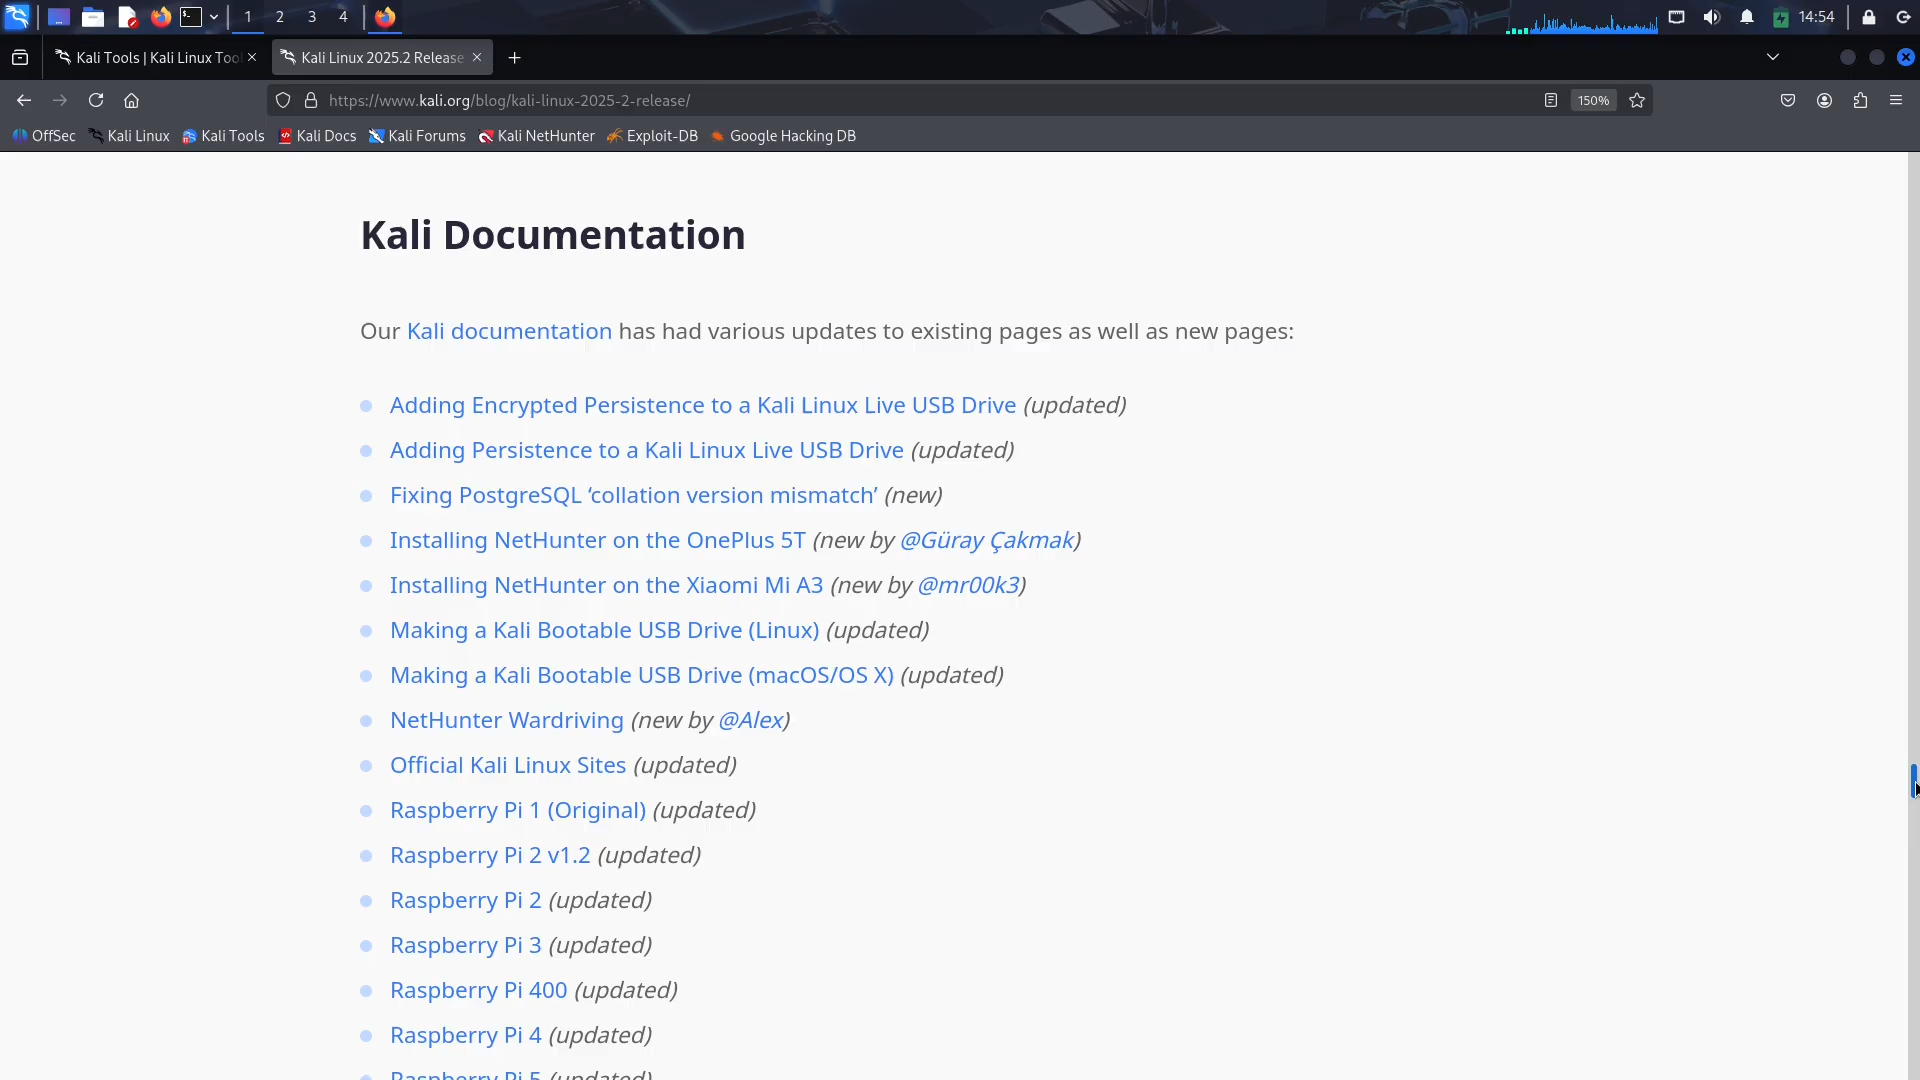 1 2 3 4 14:54
Kali Tools | Kali Linux Too
Kali Linux 2025.2 Release
https://www.kali.org/blog/kali-linux-2025-2-release/
150%
OffSec Kali Linux Kali Tools Kali Docs Kali Forums Kali NetHunter Exploit-DB Google Hacking DB
Kali Documentation
Our Kali documentation has had various updates to existing pages as well as new pages:
Adding Encrypted Persistence to a Kali Linux Live USB Drive (updated)
Adding Persistence to a Kali Linux Live USB Drive (updated)
Fixing PostgreSQL ‘collation version mismatch’ (new)
Installing NetHunter on the OnePlus 5T (new by @Güray Çakmak)
Installing NetHunter on the Xiaomi Mi A3 (new by @mr00k3)
Making a Kali Bootable USB Drive (Linux) (updated)
Making a Kali Bootable USB Drive (macOS/OS X) (updated)
NetHunter Wardriving (new by @Alex)
Official Kali Linux Sites (updated)
Raspberry Pi 1 (Original) (updated)
Raspberry Pi 2 v1.2 (updated)
Raspberry Pi 2 (updated)
Raspberry Pi 3 (updated)
Raspberry Pi 400 (updated)
Raspberry Pi 4 (updated)
Raspberry Pi 5 (updated)